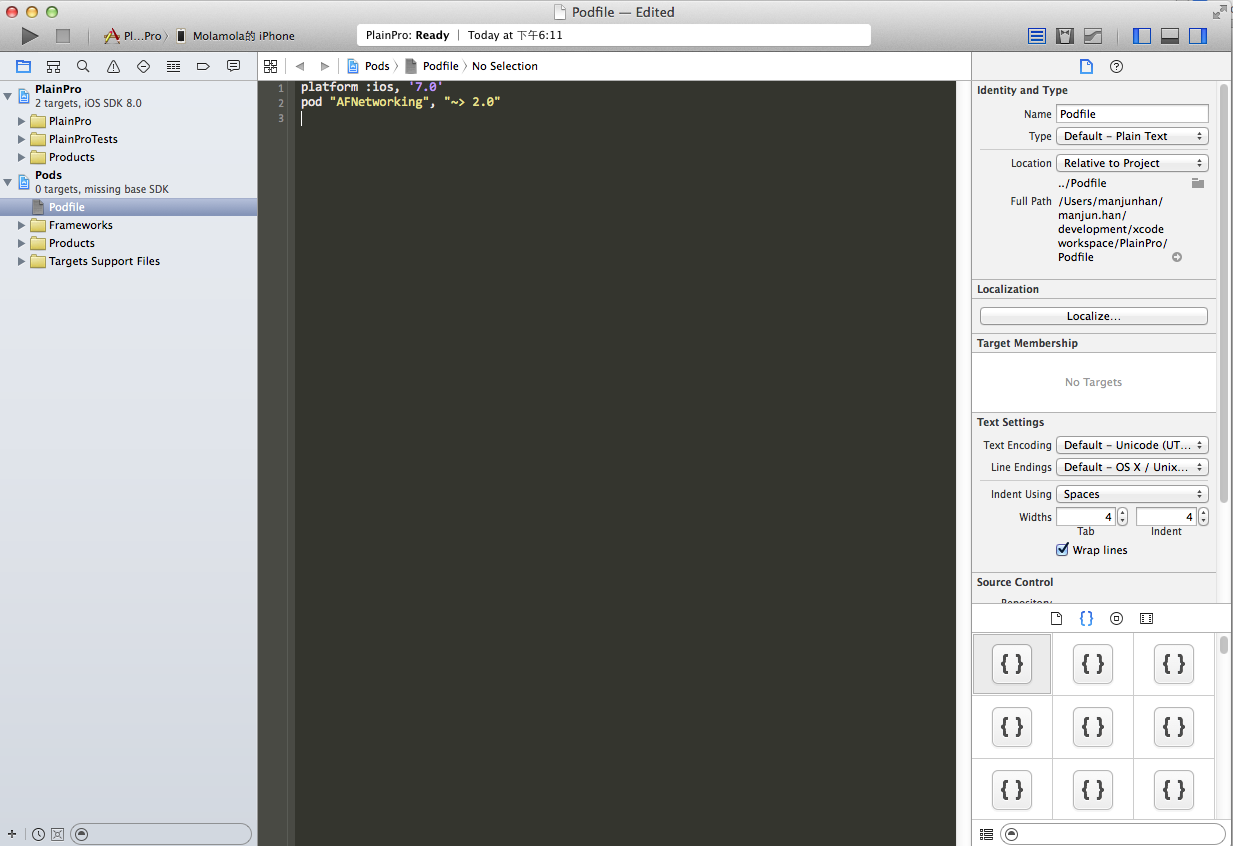 Podfile — Edited
Pl...Pro〉 Molamola的 iPhone
PlainPro: Ready | Today at 下午6:11
Pods 〉 Podfile 〉 No Selection
PlainPro
2 targets, iOS SDK 8.0
PlainPro
PlainProTests
Products
Pods
0 targets, missing base SDK
Podfile
Frameworks
Products
Targets Support Files
1 platform :ios, '7.0'
2 pod "AFNetworking", "~> 2.0"
3
Identity and Type
Name Podfile
Type Default – Plain Text
Location Relative to Project
../Podfile
Full Path /Users/manjunhan/
manjun.han/
development/xcode
workspace/PlainPro/
Podfile
Localization
Localize...
Target Membership
No Targets
Text Settings
Text Encoding Default – Unicode (UT...
Line Endings Default – OS X / Unix...
Indent Using Spaces
Widths 4 4
Tab Indent
Wrap lines
Source Control
Repository
{ } 
{ } { } { }
{ } { } { }
{ } { } { }